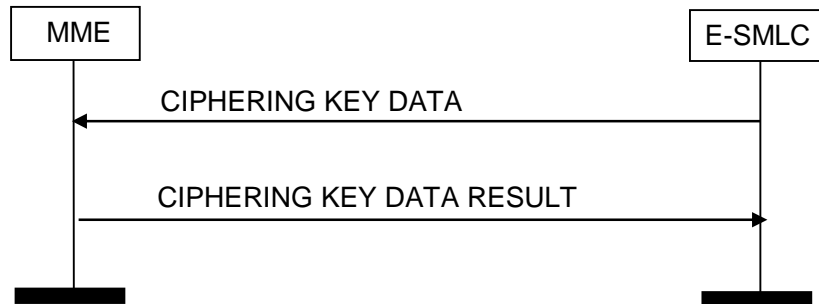 MME
E-SMLC
CIPHERING KEY DATA
CIPHERING KEY DATA RESULT